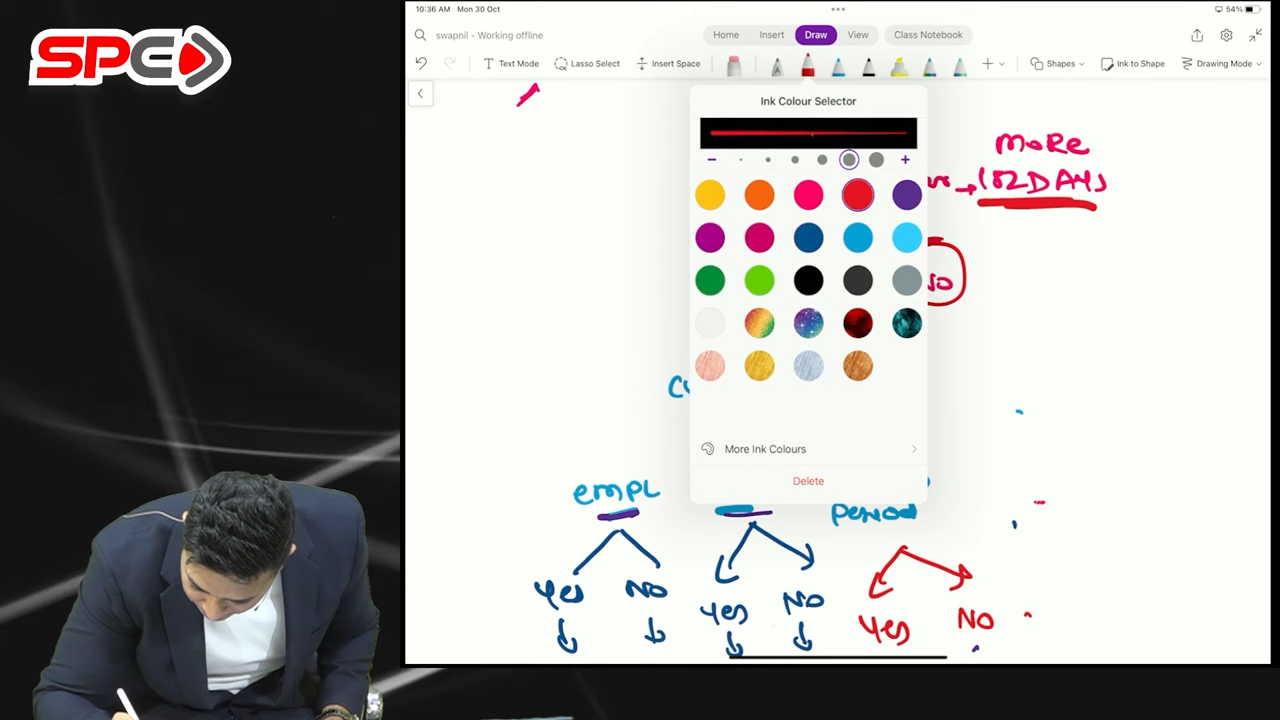 SPED
10:36 AM Mon 30 Oct
54%
swapnil - Working offline
Home Insert Draw View Class Notebook
Text Mode Lasso Select Insert Space Shapes Ink to Shape Drawing Mode
Ink Colour Selector
MORE
182 DAYS
NO
More Ink Colours
Delete
empl
Period
Yes NO Yes NO Yes NO